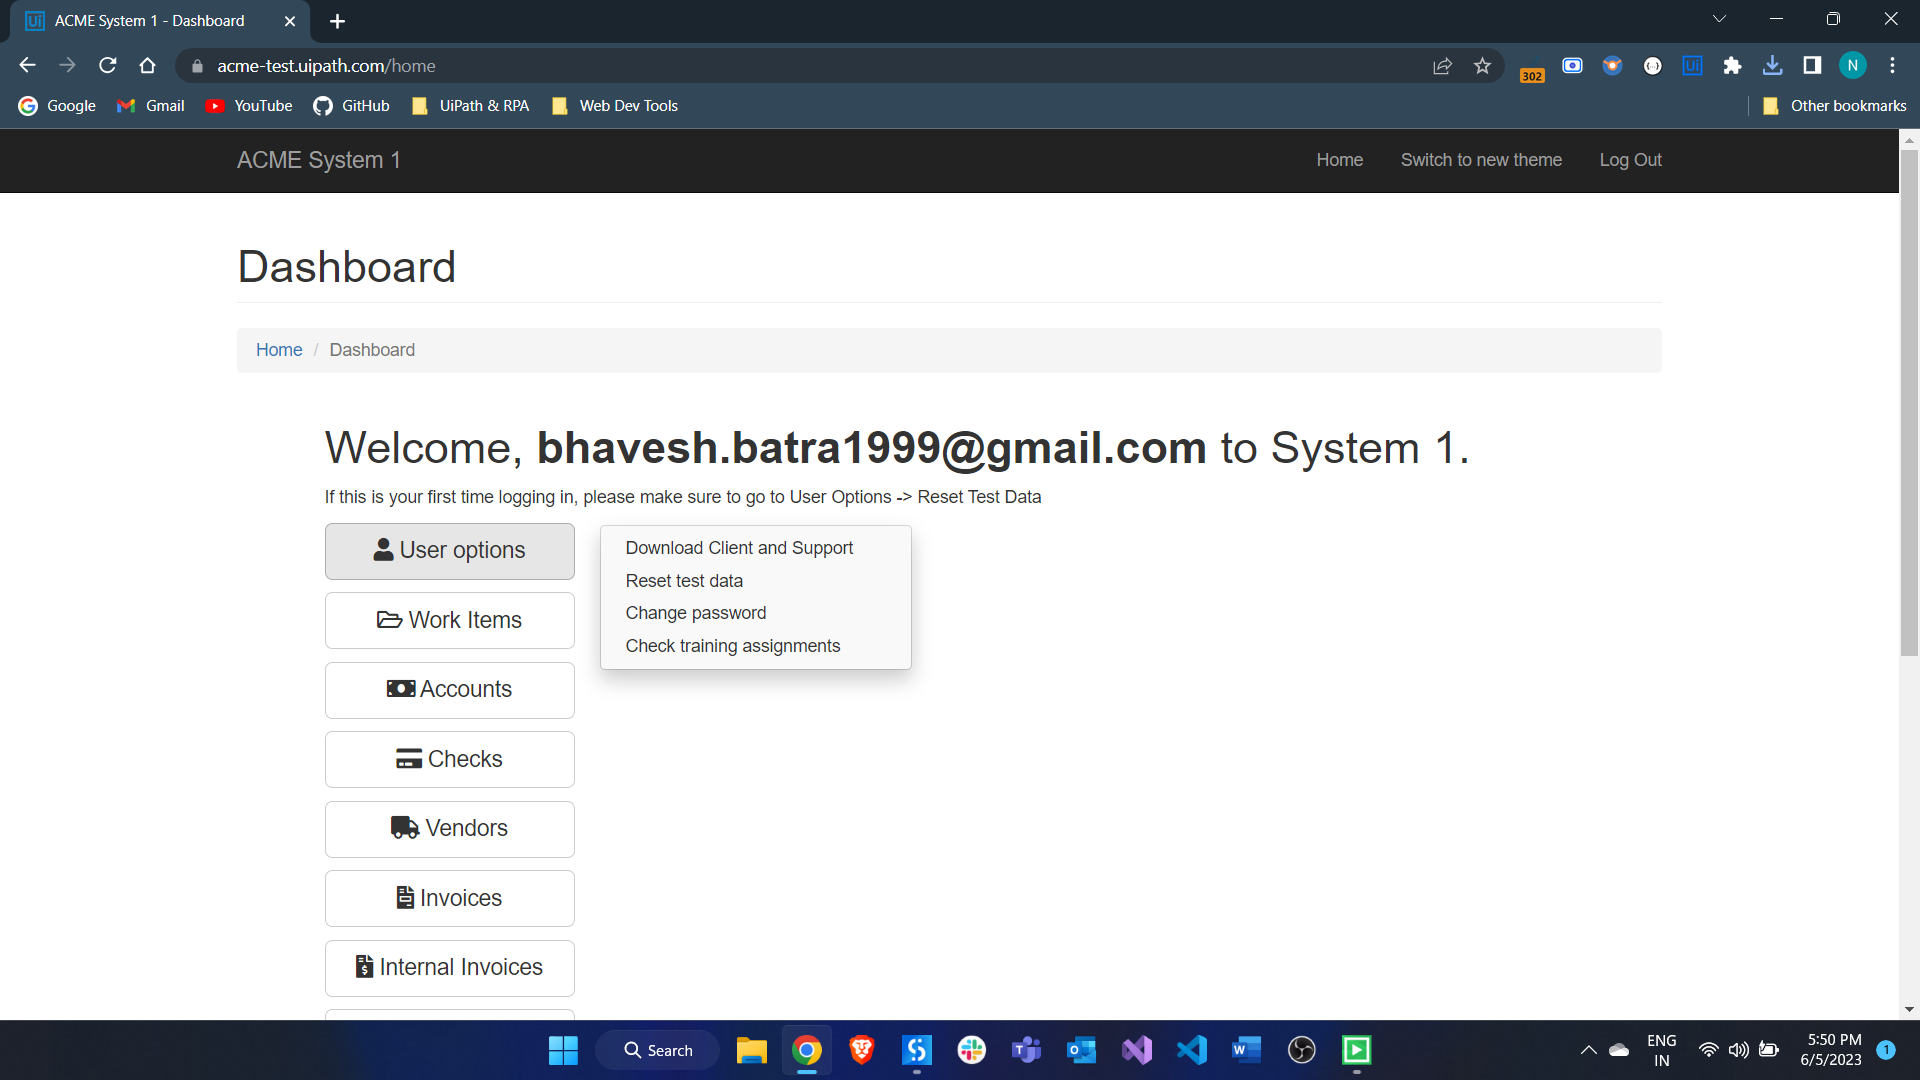 Ui ACME System 1 - Dashboard
acme-test.uipath.com/home
302
Ui
N
Google
Gmail
YouTube
GitHub
UiPath & RPA
Web Dev Tools
Other bookmarks
ACME System 1
Home
Switch to new theme
Log Out
Dashboard
Home / Dashboard
Welcome, bhavesh.batra1999@gmail.com to System 1.
If this is your first time logging in, please make sure to go to User Options -> Reset Test Data
User options
Download Client and Support
Reset test data
Change password
Check training assignments
Work Items
Accounts
Checks
Vendors
Invoices
Internal Invoices
Search
ENG
IN
5:50 PM
6/5/2023
1